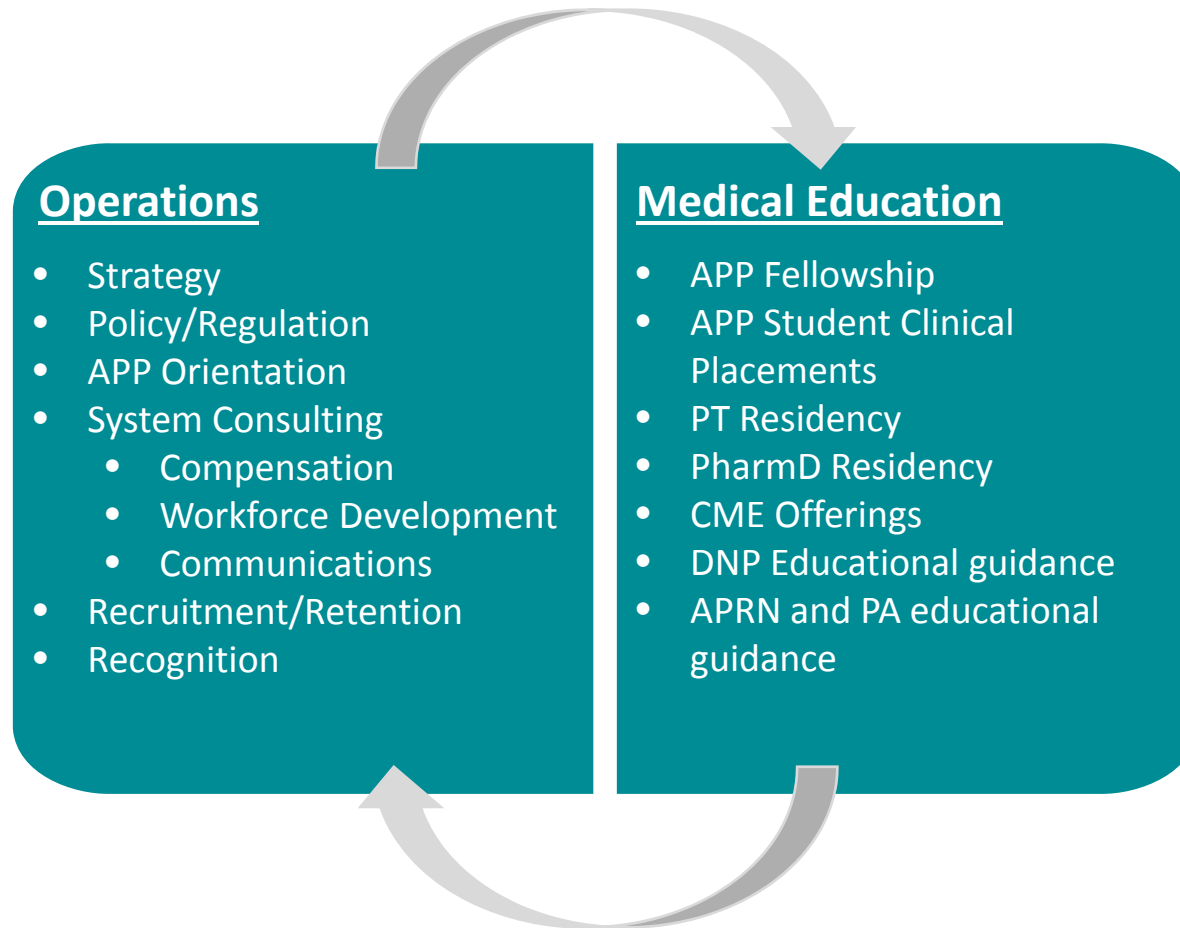 Operations
• Strategy
• Policy/Regulation
• APP Orientation
• System Consulting
• Compensation
• Workforce Development
• Communications
• Recruitment/Retention
• Recognition
Medical Education
• APP Fellowship
• APP Student Clinical
Placements
• PT Residency
• PharmD Residency
• CME Offerings
• DNP Educational guidance
• APRN and PA educational
guidance